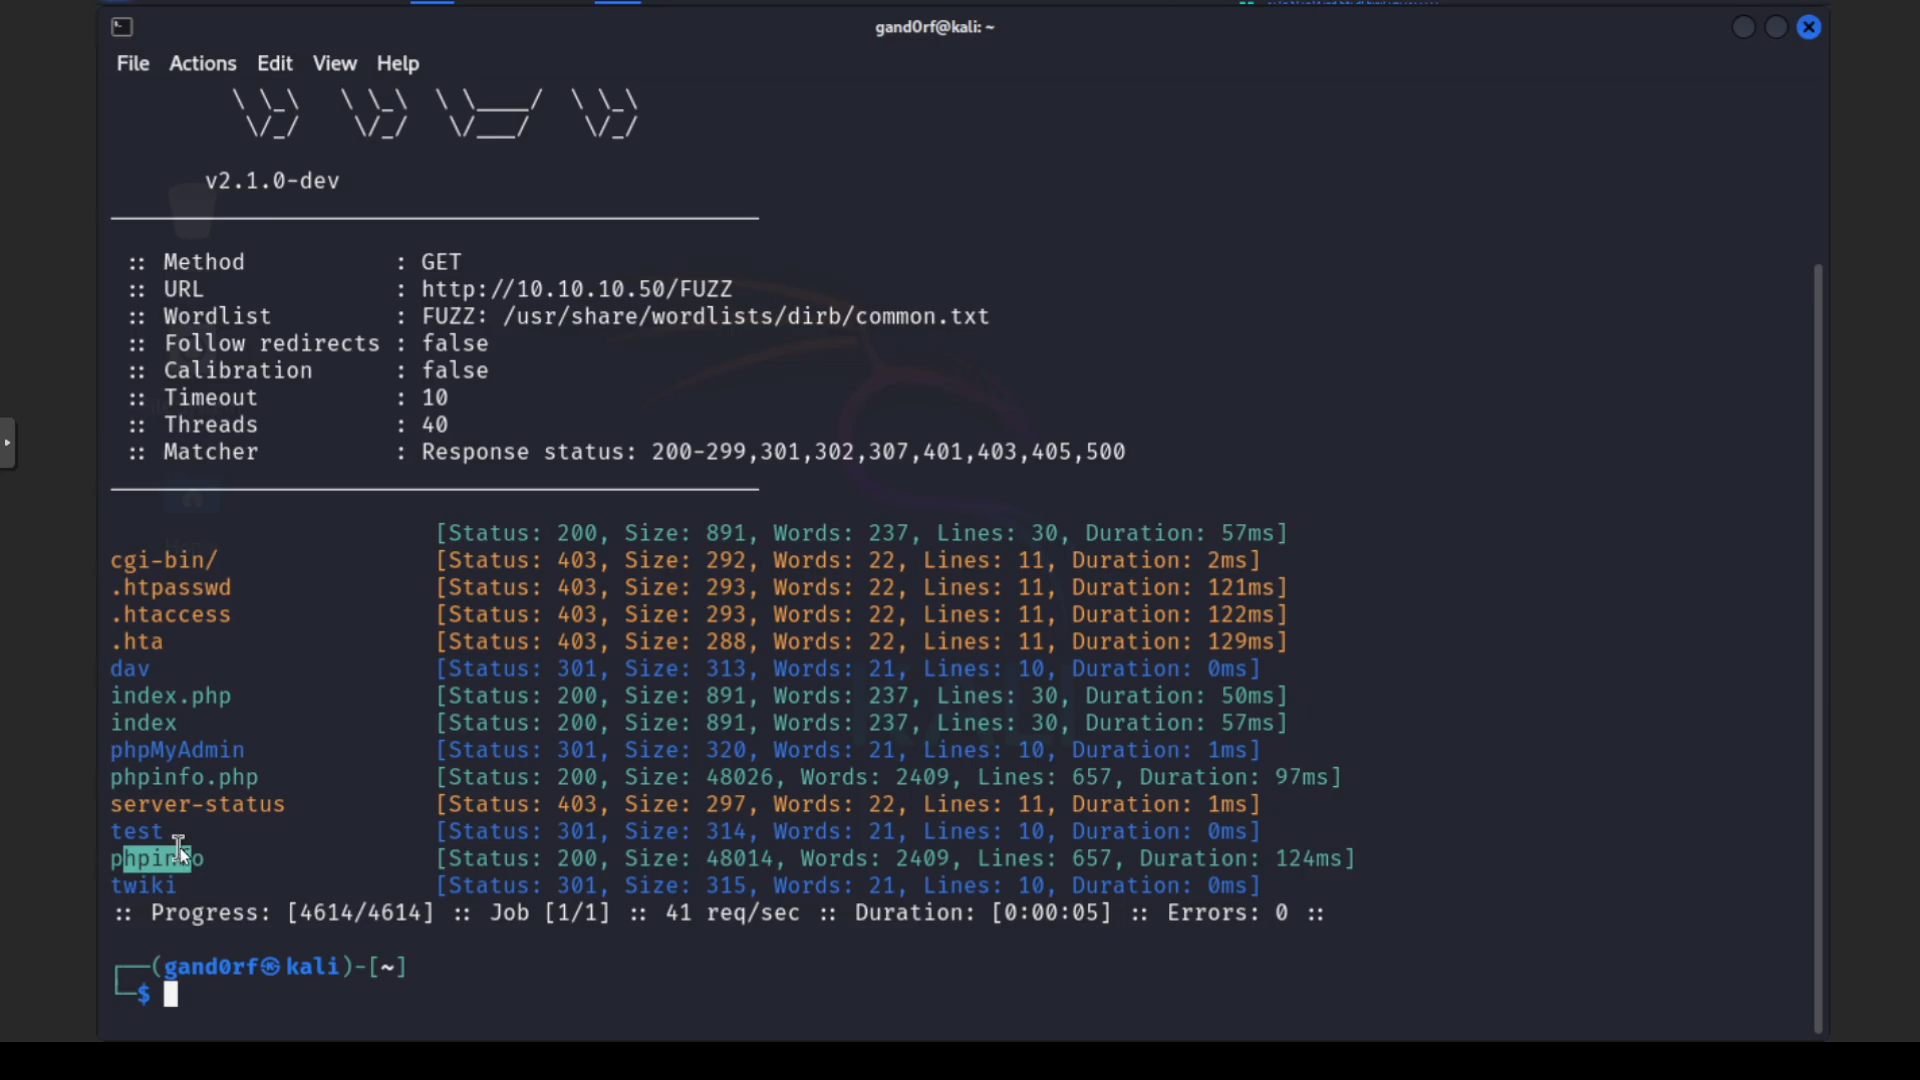 gand0rf@kali: ~
File Actions Edit View Help
\ \_\ \ \_\ \ \____/ \ \_\
\/_/ \/_/ \/___/ \/_/
v2.1.0-dev
________________________________________________
:: Method : GET
:: URL : http://10.10.10.50/FUZZ
:: Wordlist : FUZZ: /usr/share/wordlists/dirb/common.txt
:: Follow redirects : false
:: Calibration : false
:: Timeout : 10
:: Threads : 40
:: Matcher : Response status: 200-299,301,302,307,401,403,405,500
________________________________________________
[Status: 200, Size: 891, Words: 237, Lines: 30, Duration: 57ms]
cgi-bin/ [Status: 403, Size: 292, Words: 22, Lines: 11, Duration: 2ms]
.htpasswd [Status: 403, Size: 293, Words: 22, Lines: 11, Duration: 121ms]
.htaccess [Status: 403, Size: 293, Words: 22, Lines: 11, Duration: 122ms]
.hta [Status: 403, Size: 288, Words: 22, Lines: 11, Duration: 129ms]
dav [Status: 301, Size: 313, Words: 21, Lines: 10, Duration: 0ms]
index.php [Status: 200, Size: 891, Words: 237, Lines: 30, Duration: 50ms]
index [Status: 200, Size: 891, Words: 237, Lines: 30, Duration: 57ms]
phpMyAdmin [Status: 301, Size: 320, Words: 21, Lines: 10, Duration: 1ms]
phpinfo.php [Status: 200, Size: 48026, Words: 2409, Lines: 657, Duration: 97ms]
server-status [Status: 403, Size: 297, Words: 22, Lines: 11, Duration: 1ms]
test [Status: 301, Size: 314, Words: 21, Lines: 10, Duration: 0ms]
phpinfo [Status: 200, Size: 48014, Words: 2409, Lines: 657, Duration: 124ms]
twiki [Status: 301, Size: 315, Words: 21, Lines: 10, Duration: 0ms]
:: Progress: [4614/4614] :: Job [1/1] :: 41 req/sec :: Duration: [0:00:05] :: Errors: 0 ::
┌──(gand0rf㉿kali)-[~]
└─$